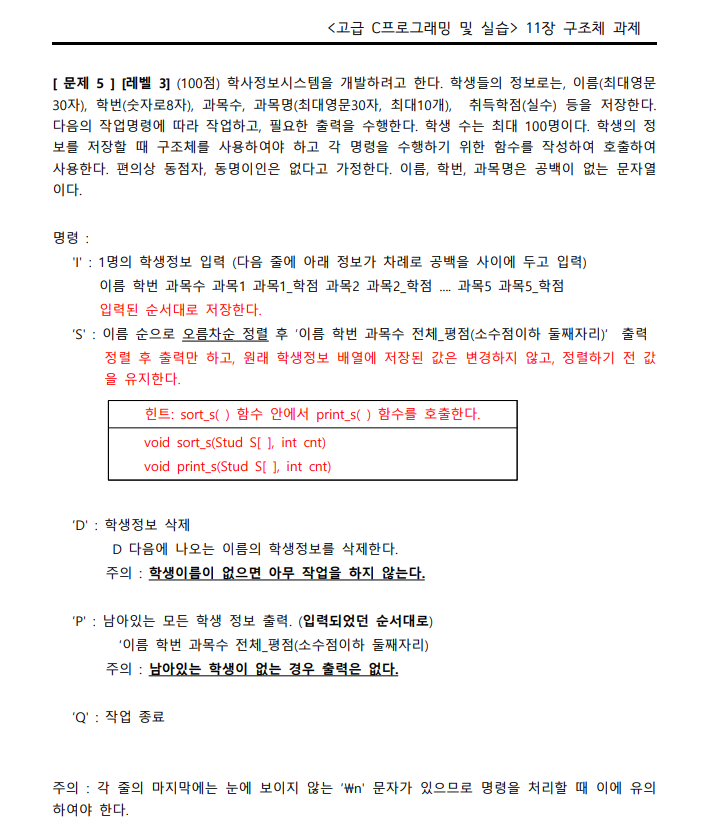 <고급 C프로그래밍 및 실습> 11장 구조체 과제
[ 문제 5 ] [레벨 3] (100점) 학사정보시스템을 개발하려고 한다. 학생들의 정보로는, 이름(최대영문
30자), 학번(숫자로8자), 과목수, 과목명(최대영문30자, 최대10개), 취득학점(실수) 등을 저장한다.
다음의 작업명령에 따라 작업하고, 필요한 출력을 수행한다. 학생 수는 최대 100명이다. 학생의 정
보를 저장할 때 구조체를 사용하여야 하고 각 명령을 수행하기 위한 함수를 작성하여 호출하여
사용한다. 편의상 동점자, 동명이인은 없다고 가정한다. 이름, 학번, 과목명은 공백이 없는 문자열
이다.
명령 :
'I' : 1명의 학생정보 입력 (다음 줄에 아래 정보가 차례로 공백을 사이에 두고 입력)
이름 학번 과목수 과목1 과목1_학점 과목2 과목2_학점 .... 과목5 과목5_학점
입력된 순서대로 저장한다.
'S' : 이름 순으로 오름차순 정렬 후 '이름 학번 과목수 전체_평점(소수점이하 둘째자리)' 출력
정렬 후 출력만 하고, 원래 학생정보 배열에 저장된 값은 변경하지 않고, 정렬하기 전 값
을 유지한다.
힌트: sort_s( ) 함수 안에서 print_s( ) 함수를 호출한다.
void sort_s(Stud S[ ], int cnt)
void print_s(Stud S[ ], int cnt)
'D' : 학생정보 삭제
D 다음에 나오는 이름의 학생정보를 삭제한다.
주의 : 학생이름이 없으면 아무 작업을 하지 않는다.
'P' : 남아있는 모든 학생 정보 출력. (입력되었던 순서대로)
'이름 학번 과목수 전체_평점(소수점이하 둘째자리)
주의 : 남아있는 학생이 없는 경우 출력은 없다.
'Q' : 작업 종료
주의 : 각 줄의 마지막에는 눈에 보이지 않는 '₩n' 문자가 있으므로 명령을 처리할 때 이에 유의
하여야 한다.